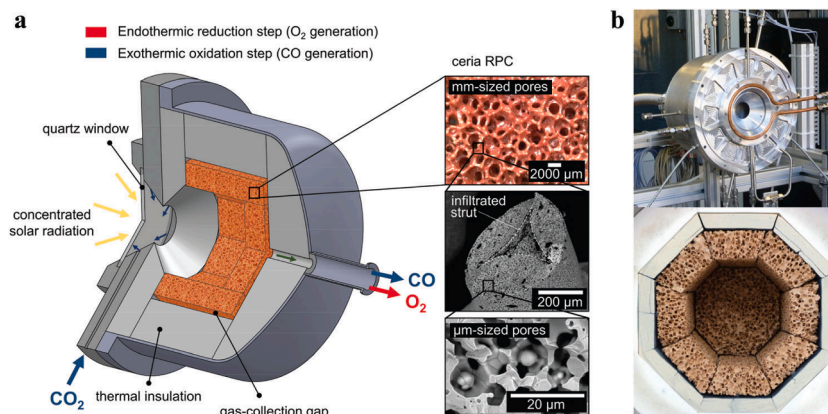 a
Endothermic reduction step (O₂ generation)
Exothermic oxidation step (CO generation)
quartz window
concentrated
solar radiation
CO₂
thermal insulation
gas-collection gap
CO
O₂
ceria RPC
mm-sized pores
2000 µm
infiltrated
strut
200 µm
µm-sized pores
20 µm
b